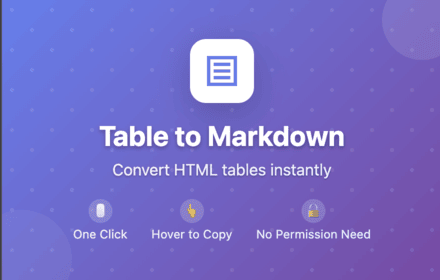 Table to Markdown
Convert HTML tables instantly
One Click
Hover to Copy
No Permission Need